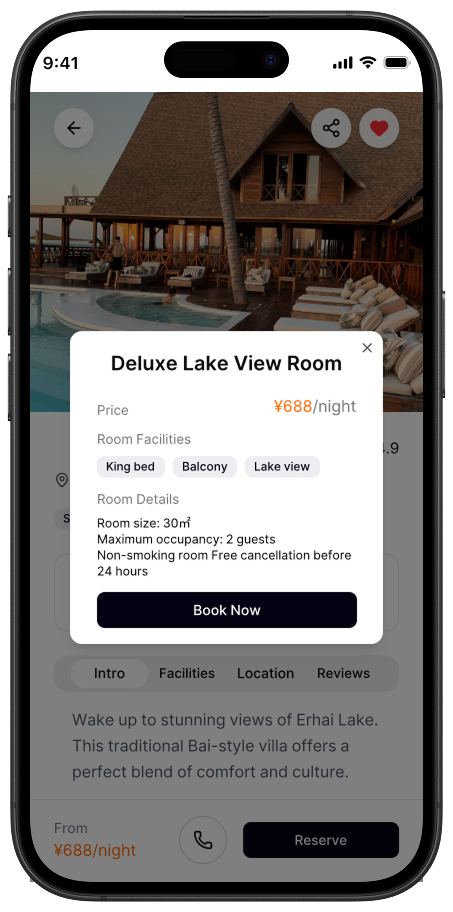 9:41
Deluxe Lake View Room
Price
¥688/night
Room Facilities
King bed
Balcony
Lake view
Room Details
Room size: 30㎡
Maximum occupancy: 2 guests
Non-smoking room Free cancellation before
24 hours
Book Now
Intro
Facilities
Location
Reviews
Wake up to stunning views of Erhai Lake.
This traditional Bai-style villa offers a
perfect blend of comfort and culture.
From
¥688/night
Reserve